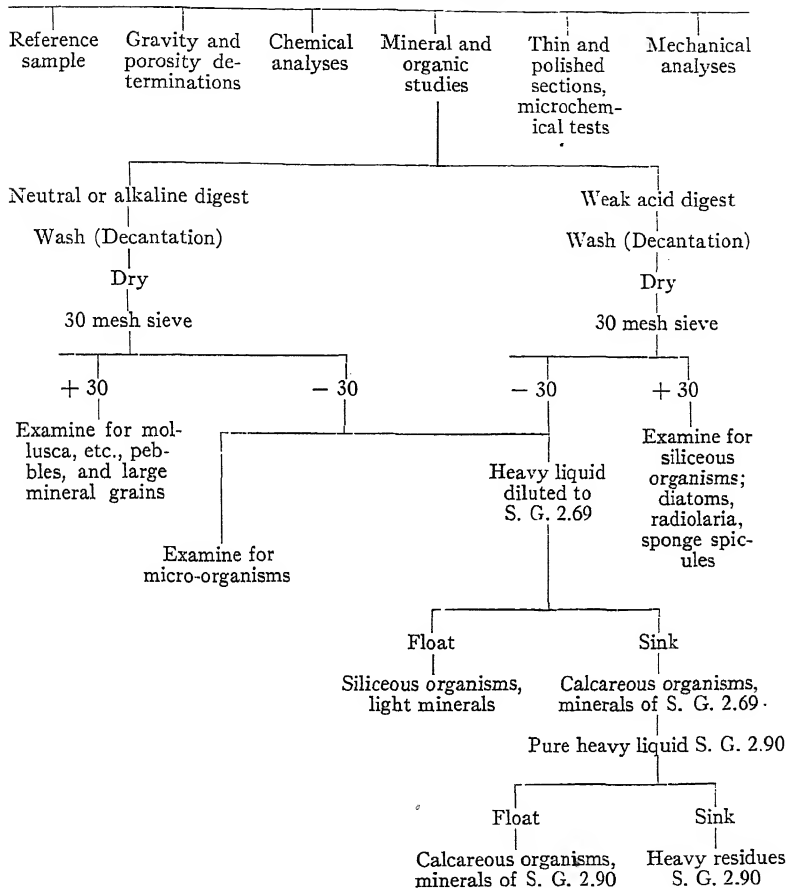 Reference
sample
Gravity and
porosity de-
terminations
Chemical
analyses
Mineral and
organic
studies
Thin and
polished
sections,
microchem-
ical tests
Mechanical
analyses
Neutral or alkaline digest
Wash (Decantation)
Dry
30 mesh sieve
+ 30
− 30
Examine for mol-
lusca, etc., peb-
bles, and large
mineral grains
Examine for
micro-organisms
Weak acid digest
Wash (Decantation)
Dry
30 mesh sieve
− 30
+ 30
Heavy liquid
diluted to
S. G. 2.69
Examine for
siliceous
organisms;
diatoms,
radiolaria,
sponge spic-
ules
Float
Sink
Siliceous organisms,
light minerals
Calcareous organisms,
minerals of S. G. 2.69
Pure heavy liquid S. G. 2.90
Float
Sink
Calcareous organisms,
minerals of S. G. 2.90
Heavy residues
S. G. 2.90